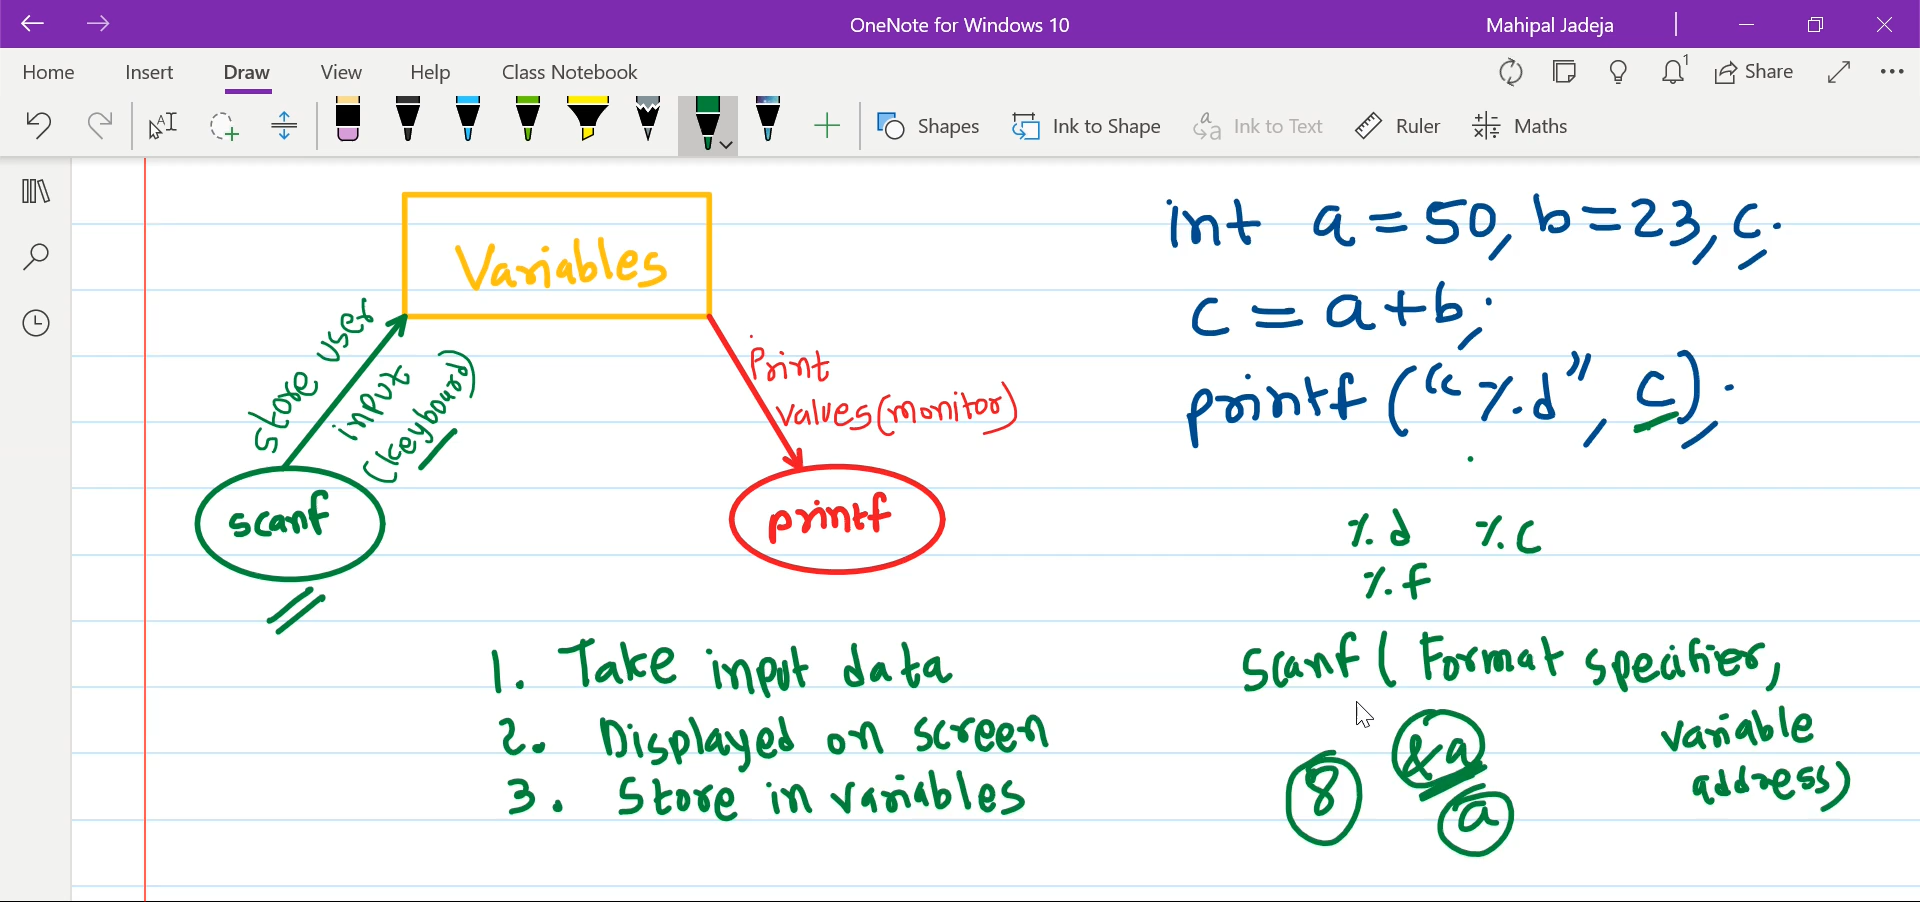 OneNote for Windows 10
Mahipal Jadeja
Home Insert Draw View Help Class Notebook
Share
Shapes Ink to Shape Ink to Text Ruler Maths
Variables
store user
input
(keyboard)
scanf
Print
values (monitor)
printf
1. Take input data
2. Displayed on screen
3. Store in variables
int a = 50, b = 23, c;
c = a + b;
printf ("%d", c);
%d %c
%f
scanf ( Format specifier,
variable
address)
&a
8
a